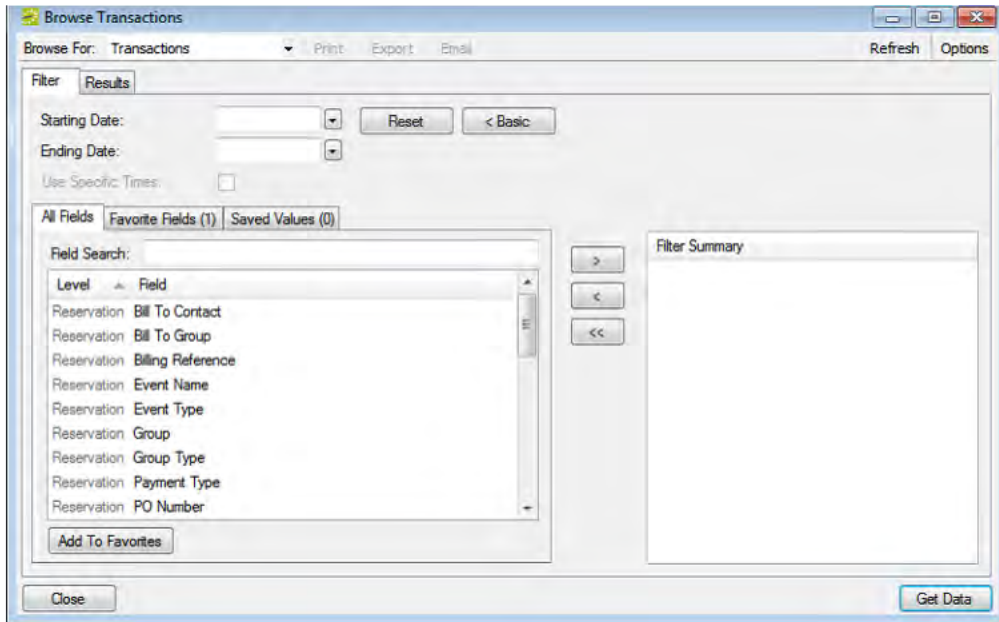 Browse Transactions
Browse For: Transactions Print Export Email Refresh Options
Filter Results
Starting Date: Reset < Basic
Ending Date:
Use Specific Times:
All Fields Favorite Fields (1) Saved Values (0)
Field Search:
Filter Summary
Level Field
Reservation Bill To Contact
Reservation Bill To Group
Reservation Billing Reference
Reservation Event Name
Reservation Event Type
Reservation Group
Reservation Group Type
Reservation Payment Type
Reservation PO Number
>
<
<<
Add To Favorites
Close Get Data